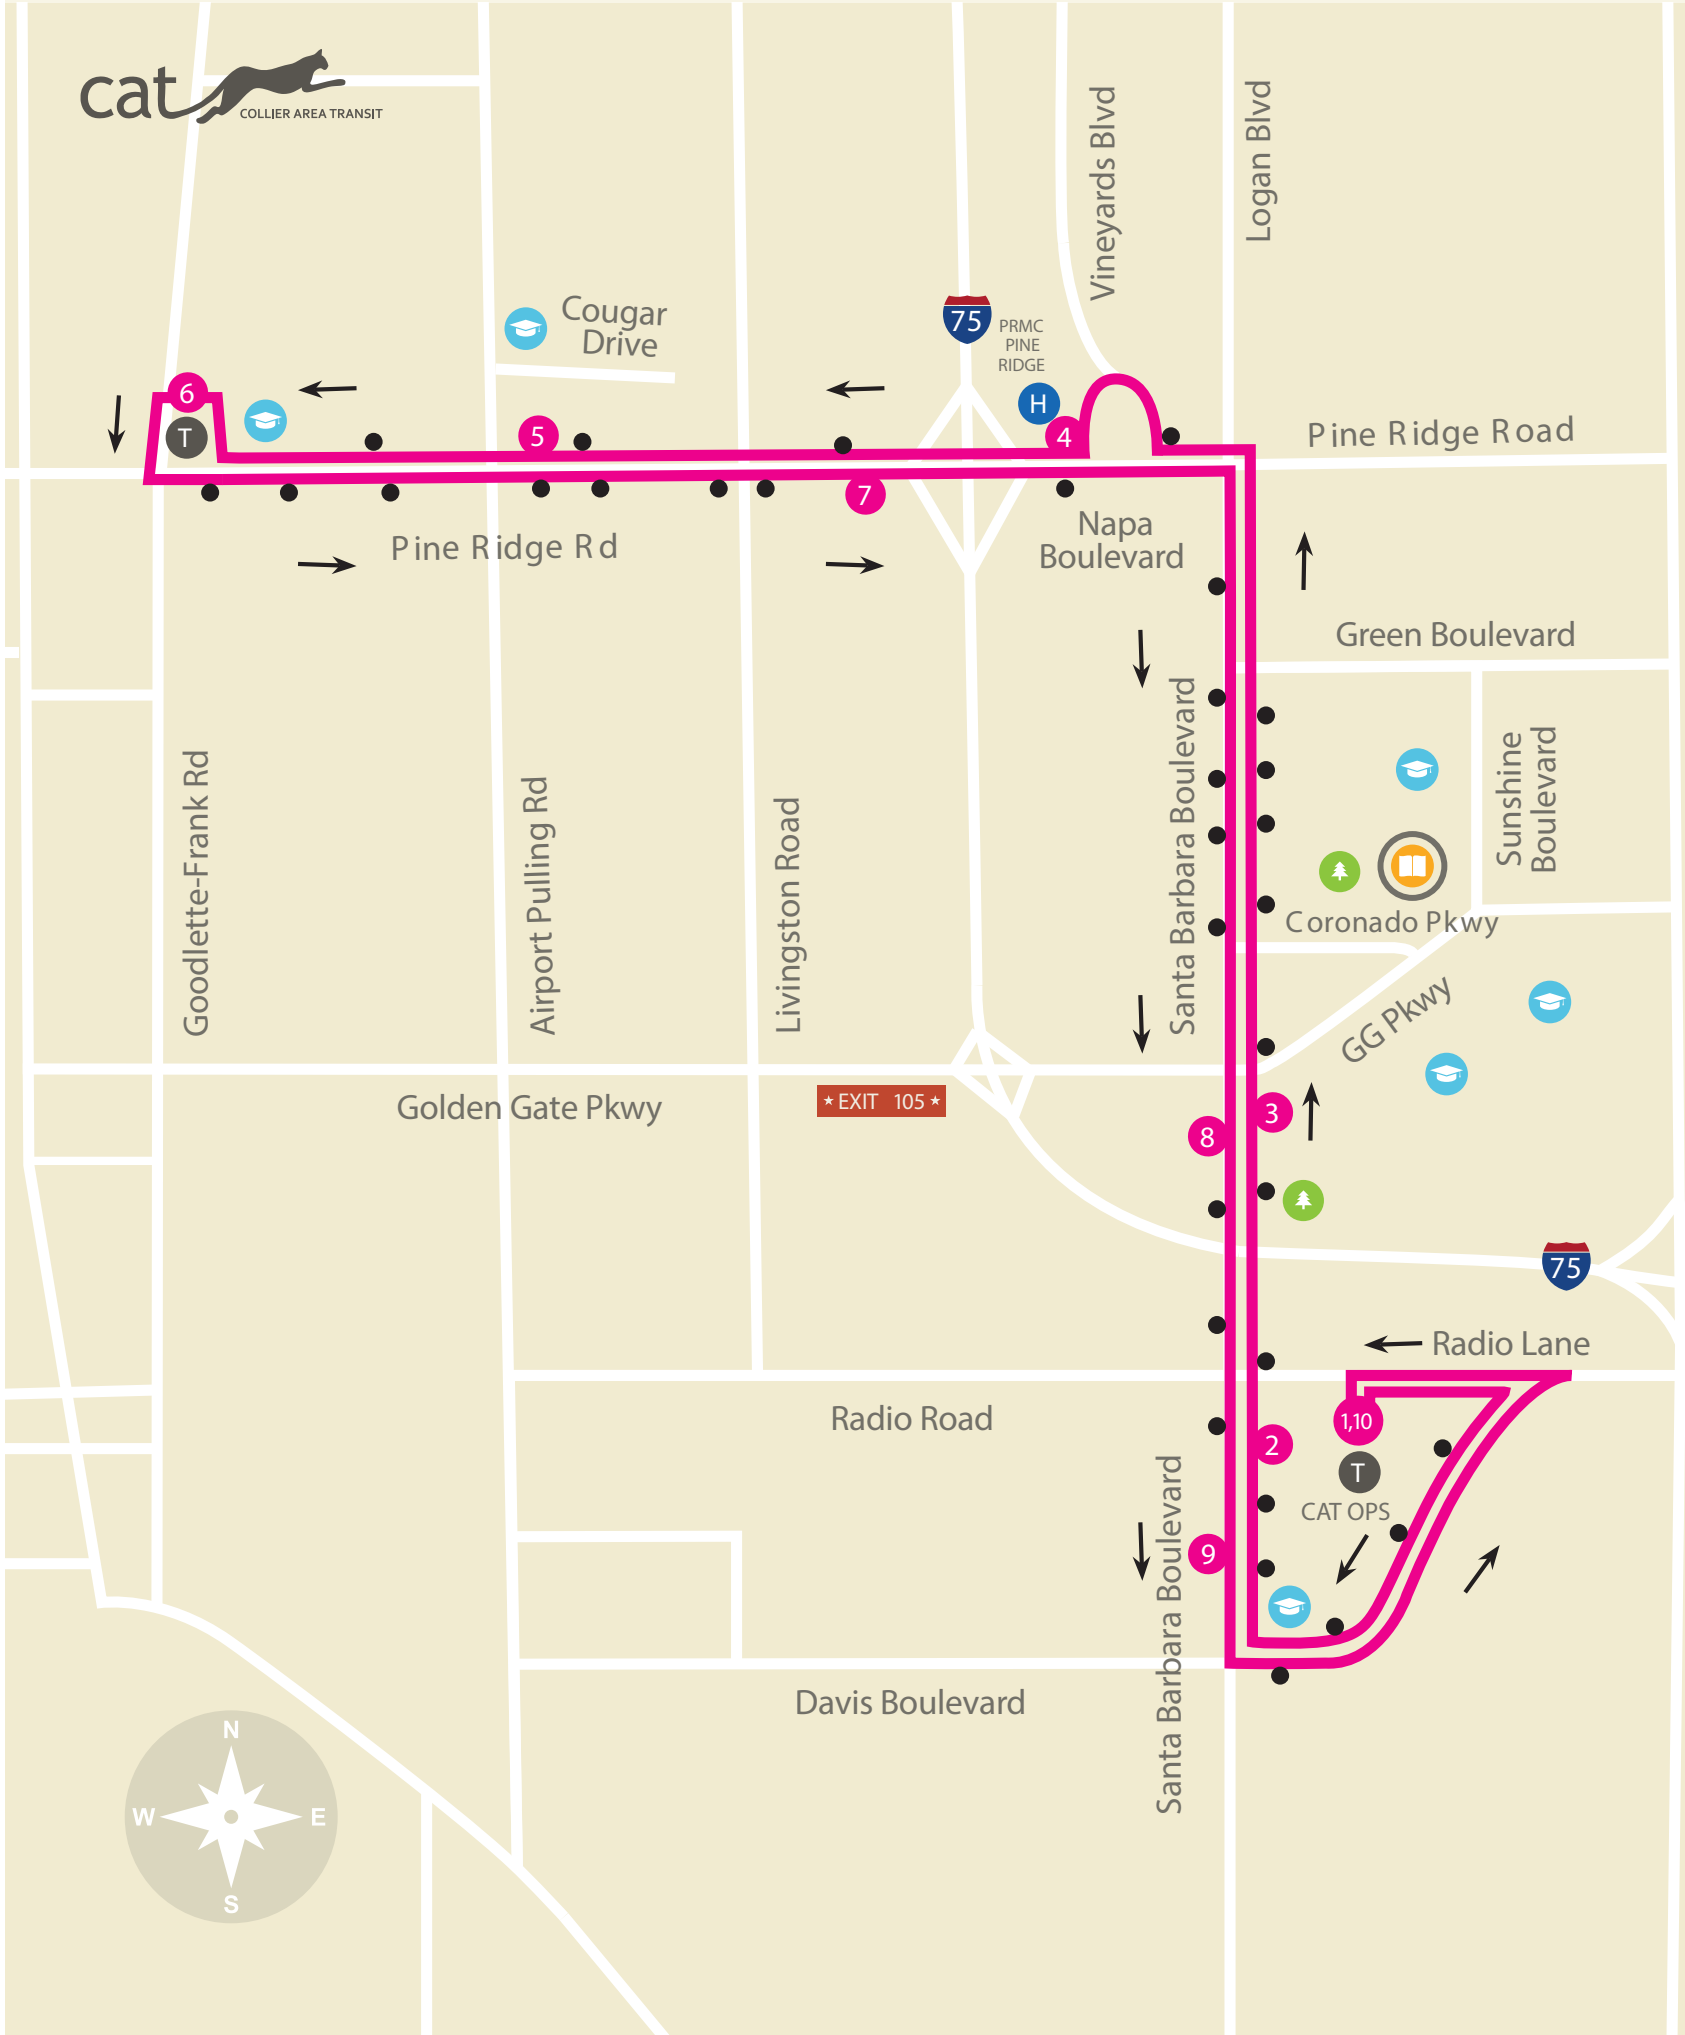 cat
COLLIER AREA TRANSIT
Vineyards Blvd
Logan Blvd
Cougar
Drive
75
PRMC
PINE
RIDGE
H
6
T
5
4
Pine Ridge Road
7
Napa
Boulevard
Pine Ridge Rd
Green Boulevard
Goodlette-Frank Rd
Airport Pulling Rd
Livingston Road
Santa Barbara Boulevard
Sunshine
Boulevard
Coronado Pkwy
GG Pkwy
Golden Gate Pkwy
EXIT 105
3
8
75
Radio Lane
Radio Road
1,10
2
T
CAT OPS
9
Santa Barbara Boulevard
Davis Boulevard
N
W
E
S